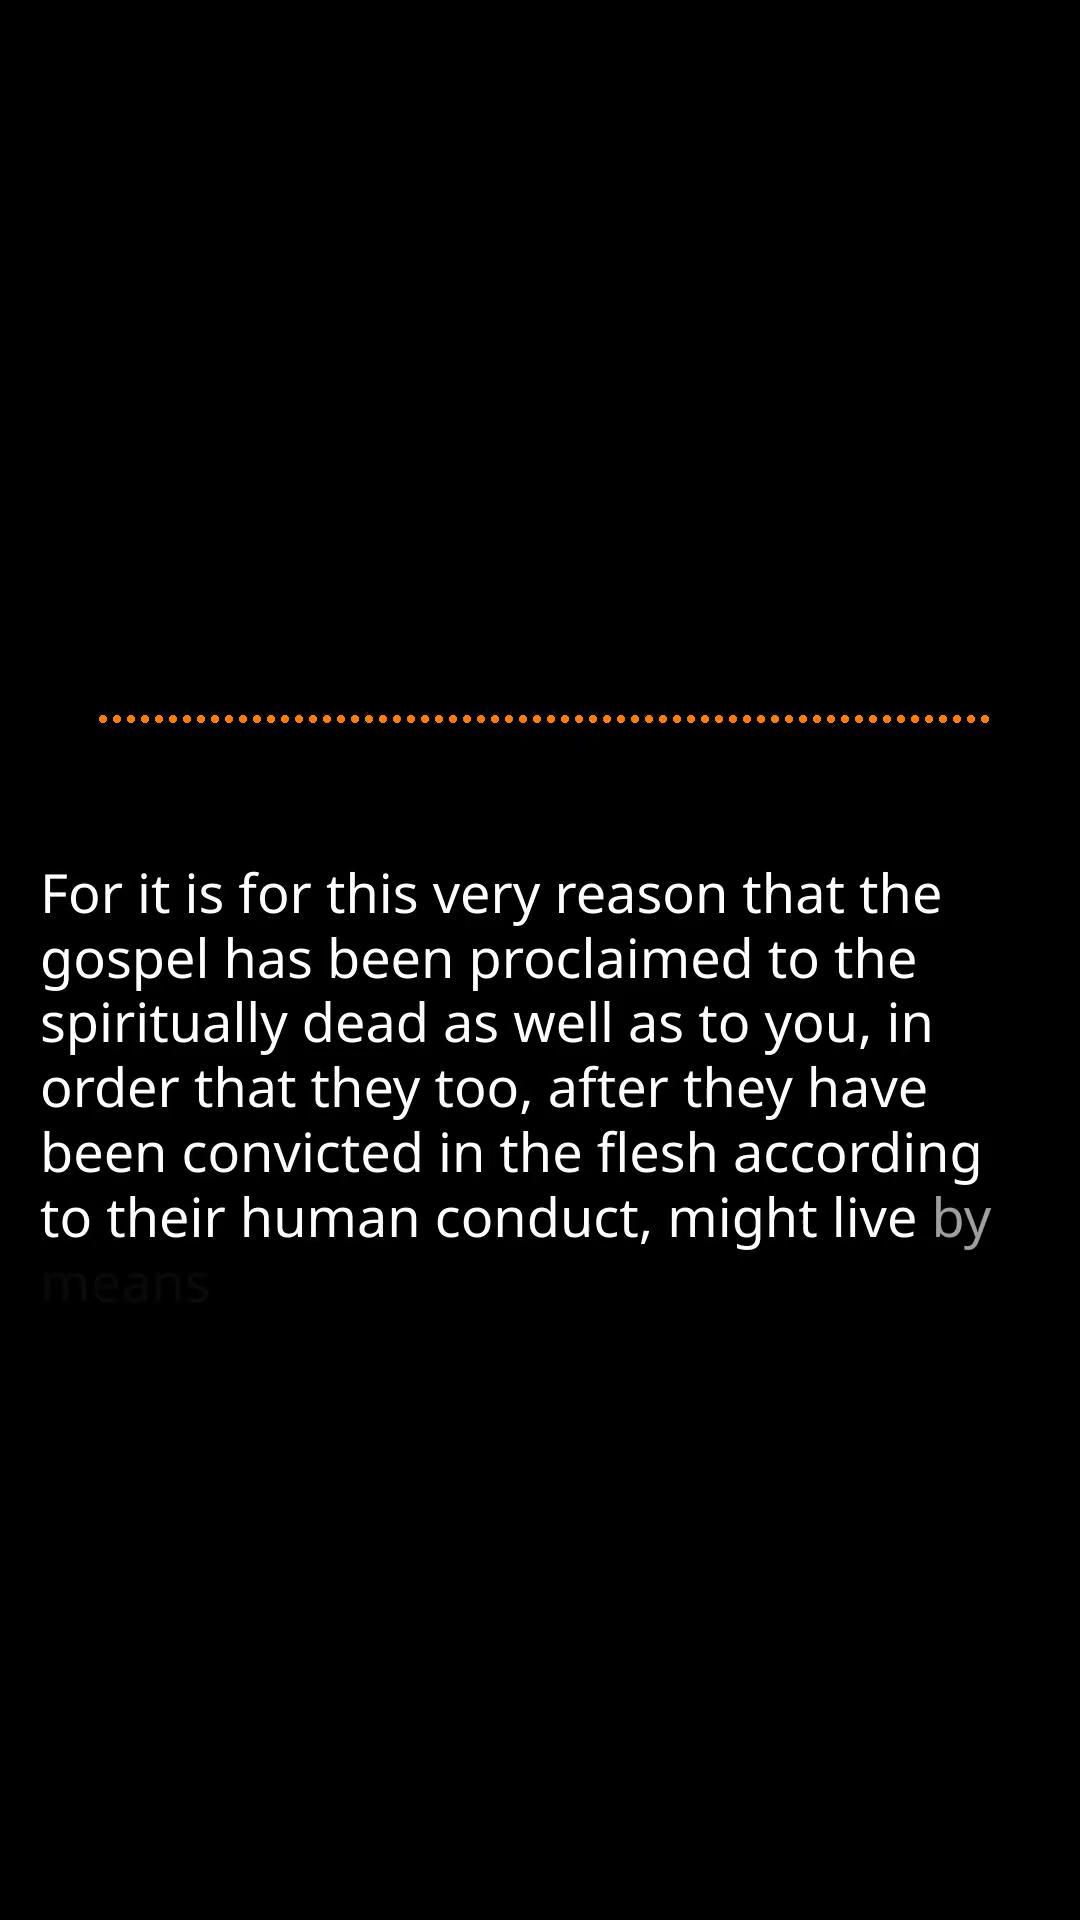 For it is for this very reason that the
gospel has been proclaimed to the
spiritually dead as well as to you, in
order that they too, after they have
been convicted in the flesh according
to their human conduct, might live by
means